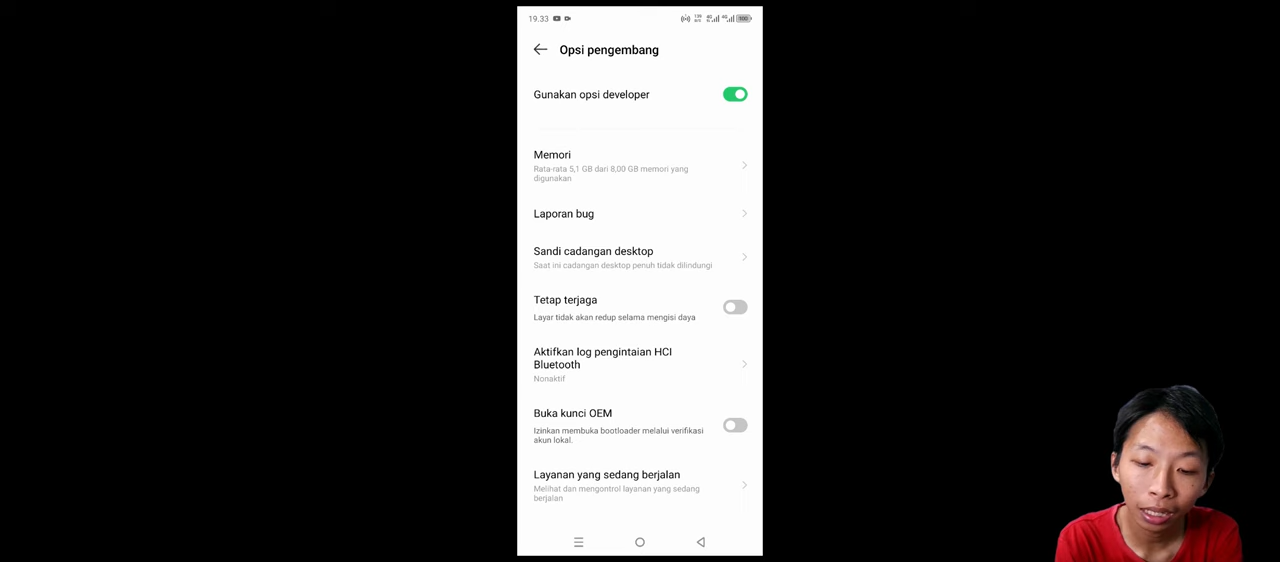 19.33
Opsi pengembang
Gunakan opsi developer
Memori
Rata-rata 5,1 GB dari 8,00 GB memori yang
digunakan
Laporan bug
Sandi cadangan desktop
Saat ini cadangan desktop penuh tidak dilindungi
Tetap terjaga
Layar tidak akan redup selama mengisi daya
Aktifkan log pengintaian HCI
Bluetooth
Nonaktif
Buka kunci OEM
Izinkan membuka bootloader melalui verifikasi
akun lokal.
Layanan yang sedang berjalan
Melihat dan mengontrol layanan yang sedang
berjalan